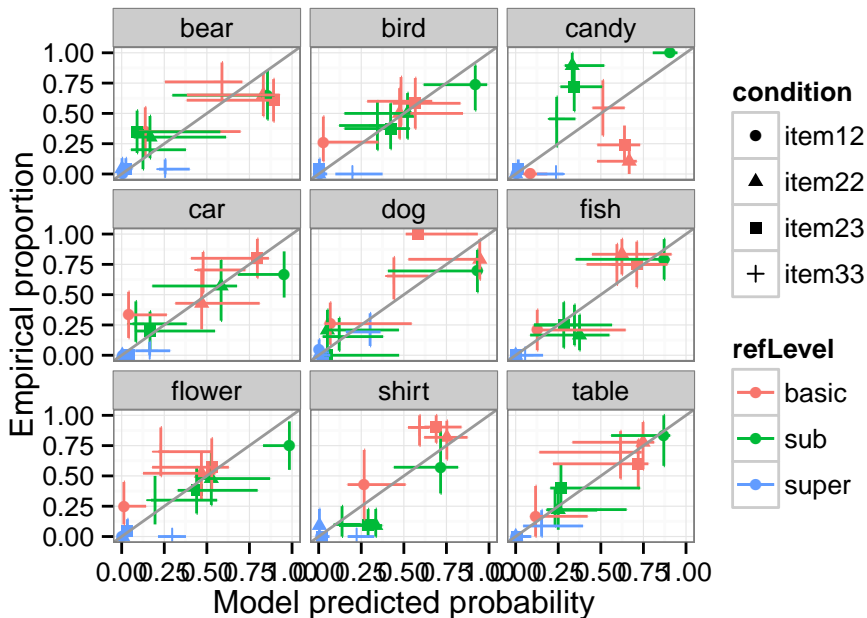 bear bird candy
1.00
0.75
0.50
0.25
0.00
car dog fish
1.00
0.75
0.50
0.25
0.00
flower shirt table
1.00
0.75
0.50
0.25
0.00
0.00 0.25 0.50 0.75 1.00 0.00 0.25 0.50 0.75 1.00 0.00 0.25 0.50 0.75 1.00
Model predicted probability
Empirical proportion
condition
item12
item22
item23
item33
refLevel
basic
sub
super